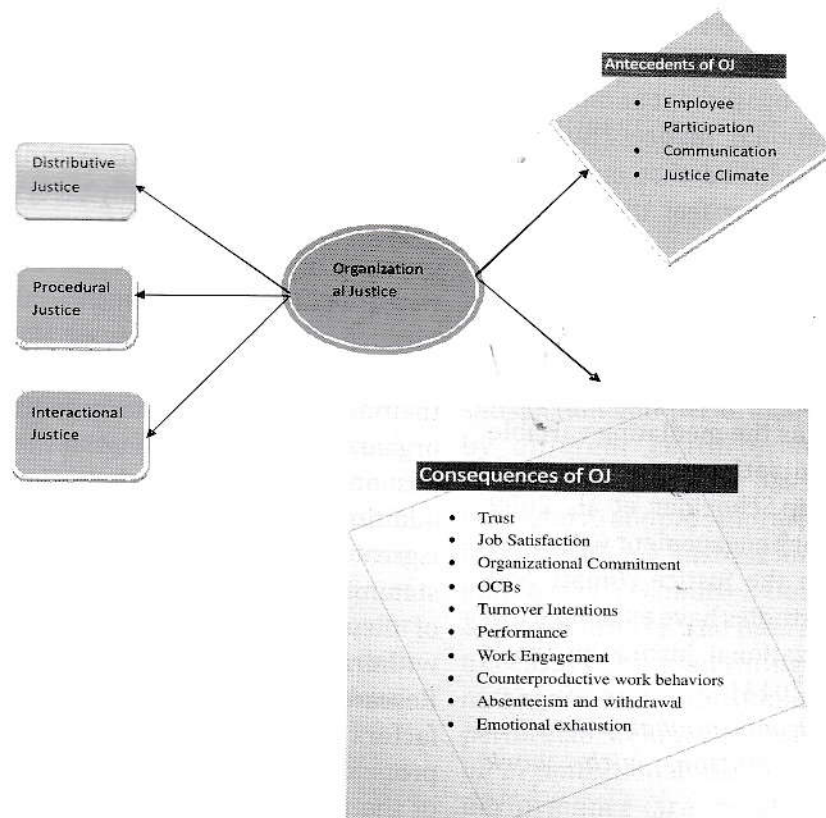 Antecedents of OJ
• Employee
Participation
• Communication
• Justice Climate
Distributive
Justice
Organization
al Justice
Procedural
Justice
Interactional
Justice
Consequences of OJ
• Trust
• Job Satisfaction
• Organizational Commitment
• OCBs
• Turnover Intentions
• Performance
• Work Engagement
• Counterproductive work behaviors
• Absenteeism and withdrawal
• Emotional exhaustion